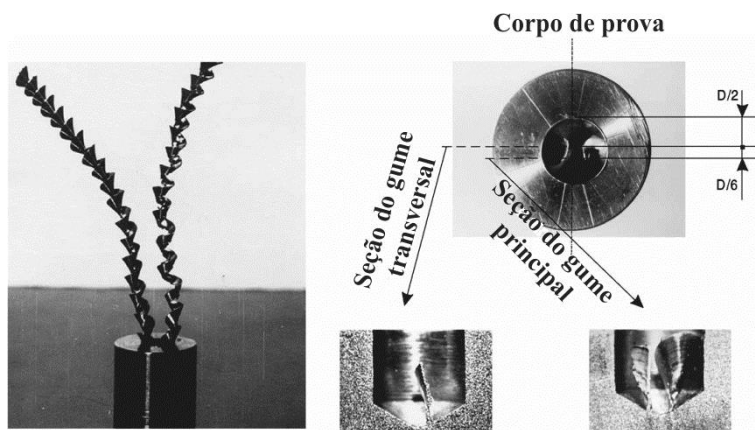 Corpo de prova
D/2
D/6
Seção do gume
transversal
Seção do gume
principal